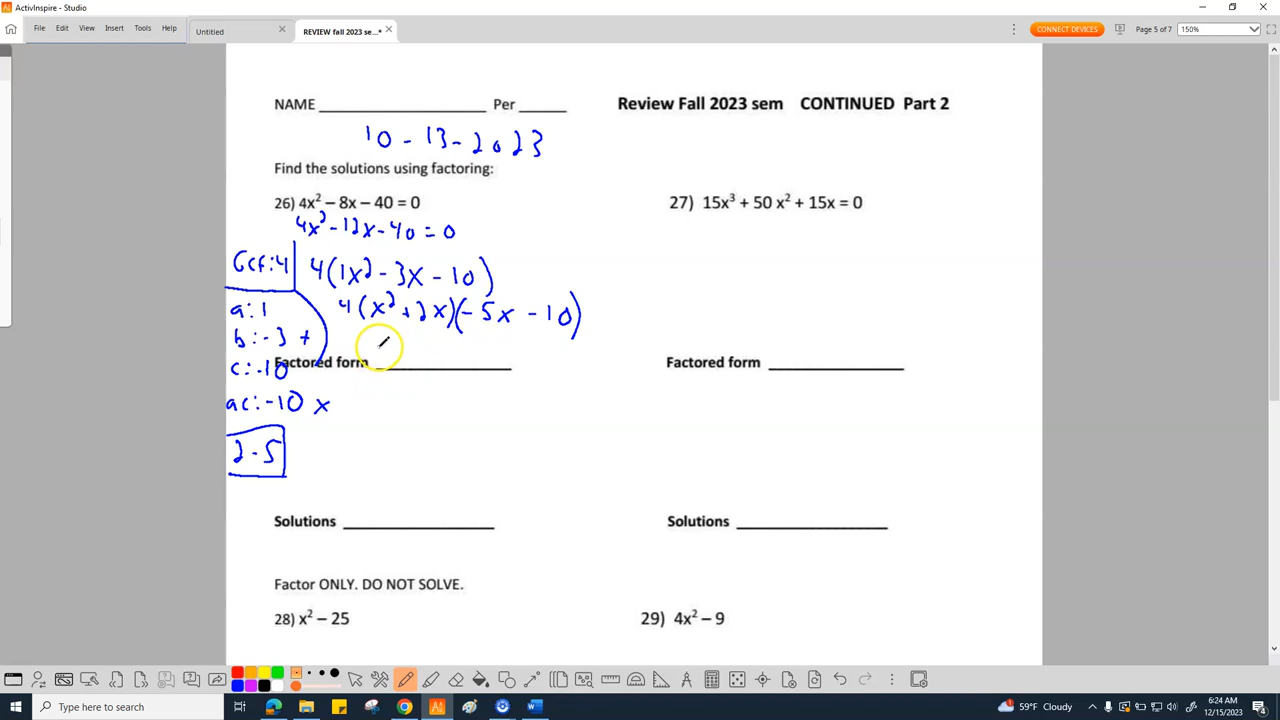 ActivInspire - Studio
File Edit View Insert Tools Help
Untitled
REVIEW fall 2023 se...*
CONNECT DEVICES
Page 5 of 7
150%
NAME ____________________ Per ______
Review Fall 2023 sem CONTINUED Part 2
10 - 13 - 2023
Find the solutions using factoring:
26) 4x² – 8x – 40 = 0
27) 15x³ + 50 x² + 15x = 0
4x² - 12x - 40 = 0
Gcf: 4
4(1x² - 3x - 10)
a: 1
4(x² + 2x)(- 5x - 10)
b: -3 +
Factored form ________________
Factored form ________________
c: -10
ac: -10 x
2 - 5
Solutions __________________
Solutions __________________
Factor ONLY. DO NOT SOLVE.
28) x² – 25
29) 4x² – 9
Type here to search
59°F Cloudy
6:24 AM
12/15/2023